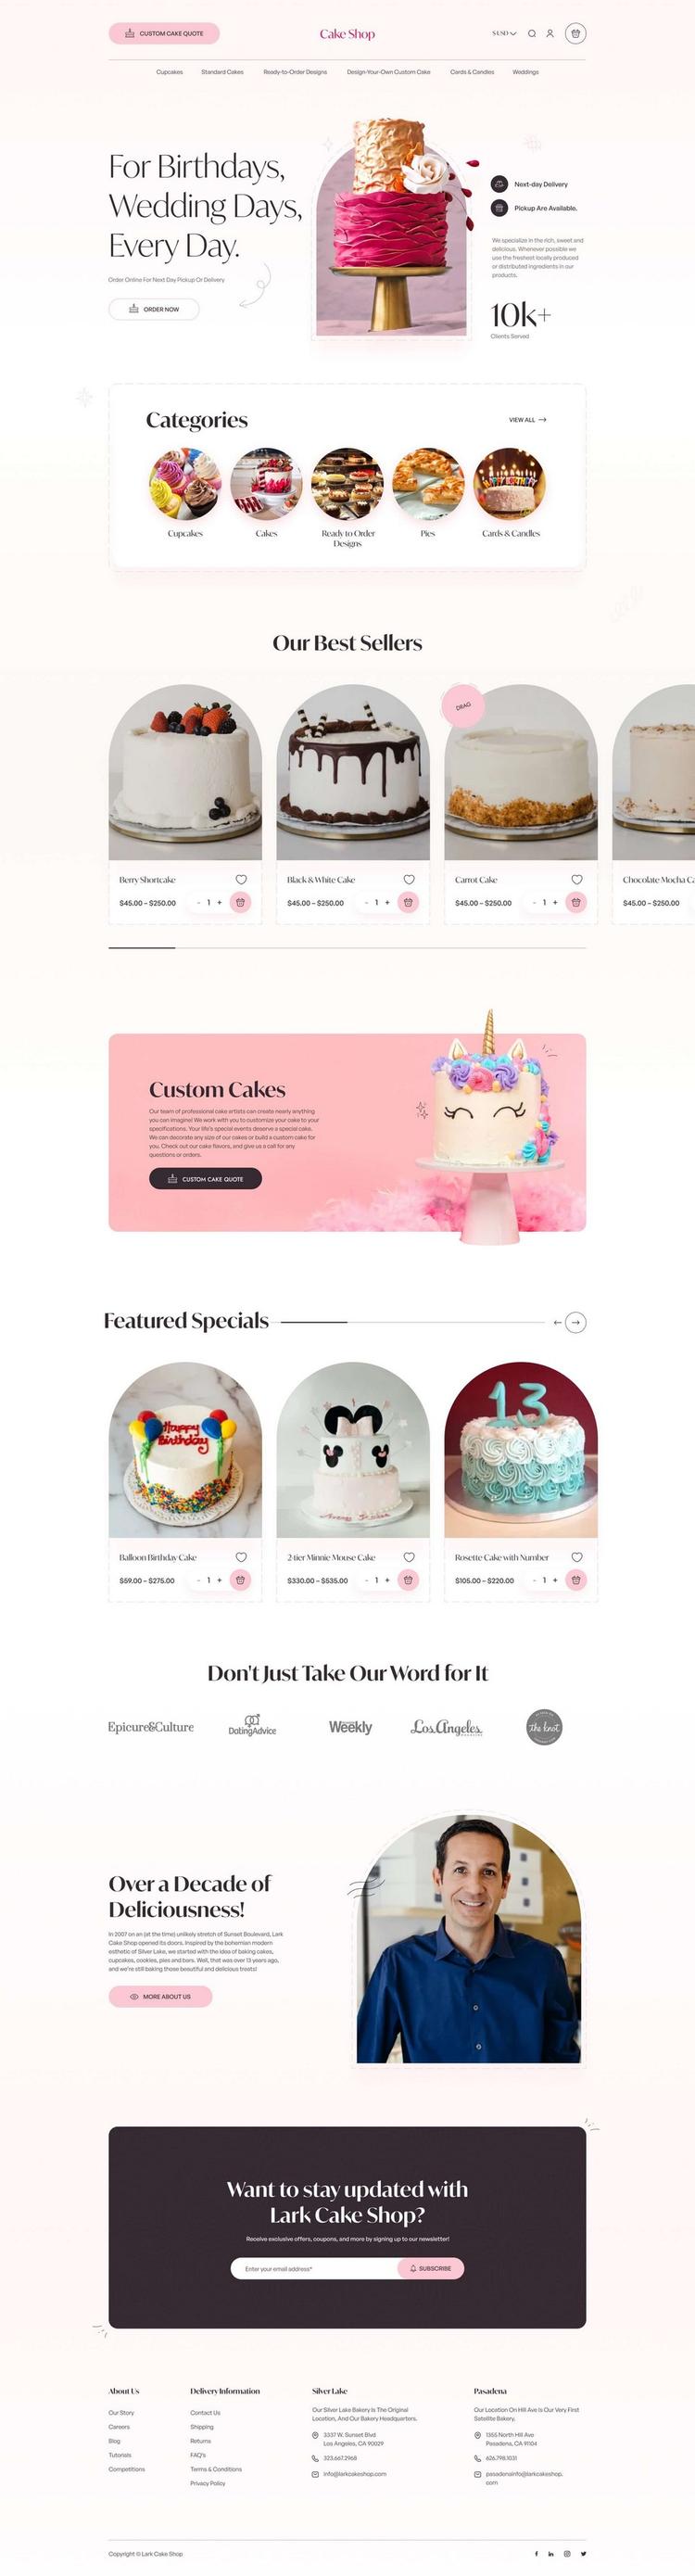 CUSTOM CAKE QUOTE
Cake Shop
$ USD
Cupcakes
Standard Cakes
Ready-to-Order Designs
Design-Your-Own Custom Cake
Cards & Candles
Weddings
For Birthdays,
Wedding Days,
Every Day.
Order Online For Next Day Pickup Or Delivery
ORDER NOW
Next-day Delivery
Pickup Are Available.
We specialize in the rich, sweet and
delicious. Whenever possible we
use the freshest locally produced
or distributed ingredients in our
products.
10k+
Clients Served
Categories
VIEW ALL
Cupcakes
Cakes
Ready to Order
Designs
Pies
Cards & Candles
Our Best Sellers
DRAG
Berry Shortcake
$45.00 – $250.00
- 1 +
Black & White Cake
$45.00 – $250.00
- 1 +
Carrot Cake
$45.00 – $250.00
- 1 +
Chocolate Mocha Ca
$45.00 – $250.00
Custom Cakes
Our team of professional cake artists can create nearly anything
you can imagine! We work with you to customize your cake to your
specifications. Your life's special events deserve a special cake.
We can decorate any size of our cakes or build a custom cake for
you. Check out our cake flavors, and give us a call for any
questions or orders.
CUSTOM CAKE QUOTE
Featured Specials
Happy
Birthday
13
Balloon Birthday Cake
$59.00 – $275.00
- 1 +
2-tier Minnie Mouse Cake
$330.00 – $535.00
- 1 +
Rosette Cake with Number
$105.00 – $220.00
- 1 +
Don't Just Take Our Word for It
Epicure&Culture
DatingAdvice
Weekly
Los Angeles
the knot
Over a Decade of
Deliciousness!
In 2007 on an (at the time) unlikely stretch of Sunset Boulevard, Lark
Cake Shop opened its doors. Inspired by the bohemian modern
esthetic of Silver Lake, we started with the idea of baking cakes,
cupcakes, cookies, pies and bars. Well, that was over 13 years ago,
and we're still baking those beautiful and delicious treats!
MORE ABOUT US
Want to stay updated with
Lark Cake Shop?
Receive exclusive offers, coupons, and more by signing up to our newsletter!
Enter your email address*
SUBSCRIBE
About Us
Our Story
Careers
Blog
Tutorials
Competitions
Delivery Information
Contact Us
Shipping
Returns
FAQ's
Terms & Conditions
Privacy Policy
Silver Lake
Our Silver Lake Bakery Is The Original
Location, And Our Bakery Headquarters.
3337 W. Sunset Blvd
Los Angeles, CA 90029
323.667.2968
info@larkcakeshop.com
Pasadena
Our Location On Hill Ave Is Our Very First
Satellite Bakery.
1355 North Hill Ave
Pasadena, CA 91104
626.798.1031
pasadenainfo@larkcakeshop.
com
Copyright © Lark Cake Shop